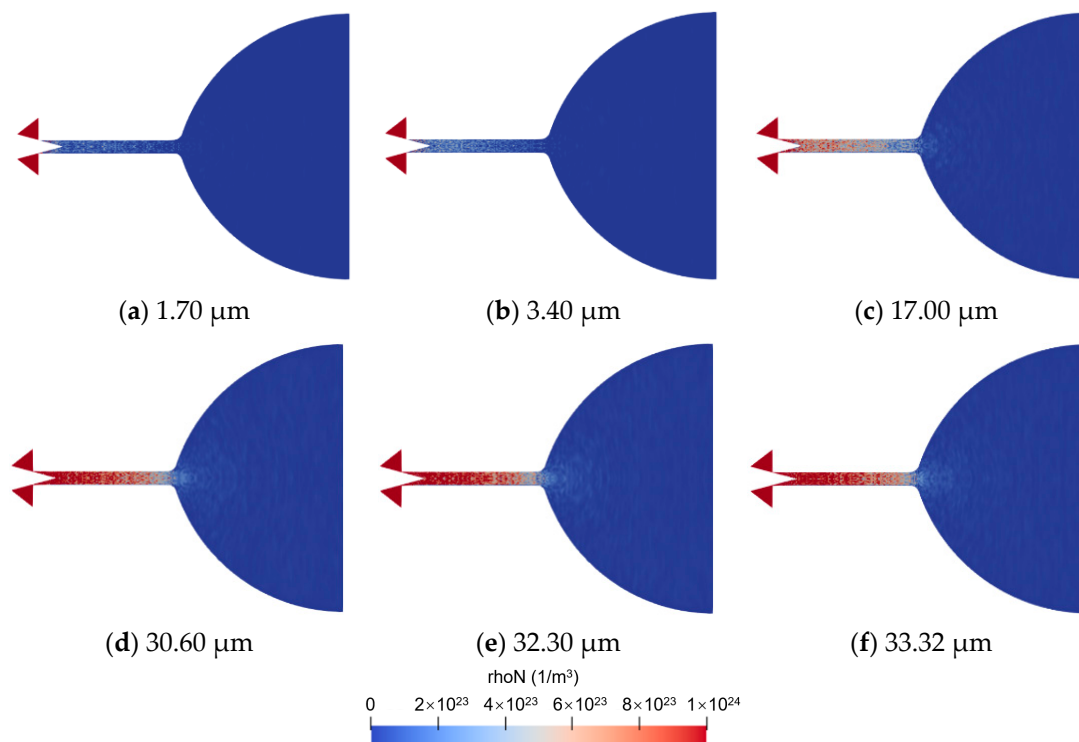 (a) 1.70 µm (b) 3.40 µm (c) 17.00 µm
(d) 30.60 µm (e) 32.30 µm (f) 33.32 µm
rhoN (1/m³)
0 2×10²³ 4×10²³ 6×10²³ 8×10²³ 1×10²⁴